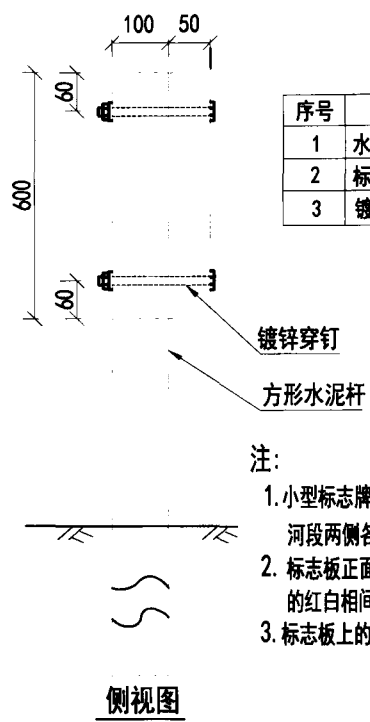 100 50
60
600
60
序号
1 水
2 标
3 镀
镀锌穿钉
方形水泥杆
注:
1. 小型标志牌
河段两侧各
2. 标志板正面
的红白相间
3. 标志板上的
侧视图